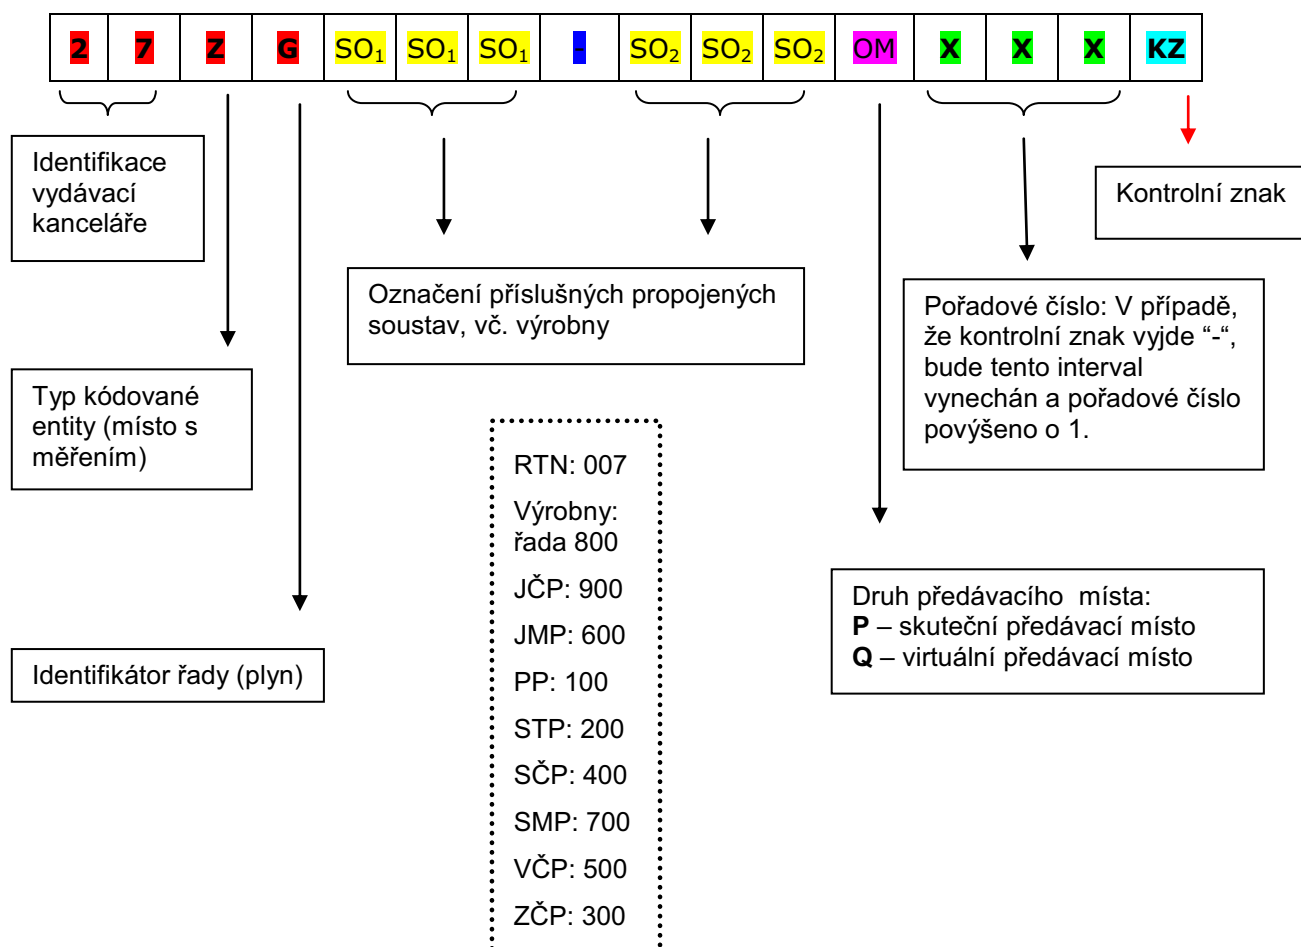 2 7 Z G SO₁ SO₁ SO₁ - SO₂ SO₂ SO₂ OM X X X KZ
Identifikace
vydávací
kanceláře
Kontrolní znak
Označení příslušných propojených
soustav, vč. výrobny
Pořadové číslo: V případě,
že kontrolní znak vyjde “-“,
bude tento interval
vynechán a pořadové číslo
povýšeno o 1.
Typ kódované
entity (místo s
měřením)
RTN: 007
Výrobny:
řada 800
JČP: 900
JMP: 600
PP: 100
STP: 200
SČP: 400
SMP: 700
VČP: 500
ZČP: 300
Druh předávacího  místa:
P – skuteční předávací místo
Q – virtuální předávací místo
Identifikátor řady (plyn)